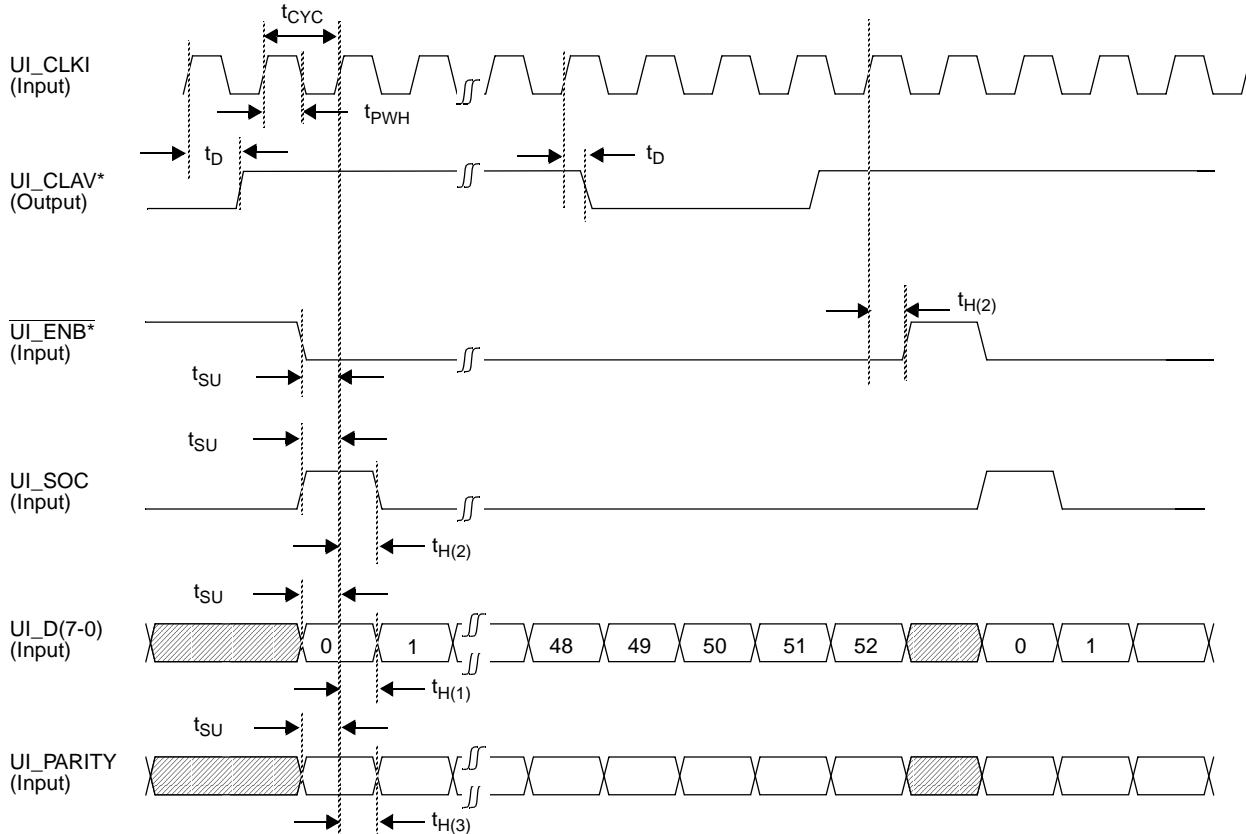 tCYC
UI_CLKI
(Input)
tPWH
tD
tD
UI_CLAV*
(Output)
tH(2)
UI_ENB*
(Input)
tSU
tSU
UI_SOC
(Input)
tH(2)
tSU
UI_D(7-0)
(Input)
0 1 48 49 50 51 52 0 1
tH(1)
tSU
UI_PARITY
(Input)
tH(3)